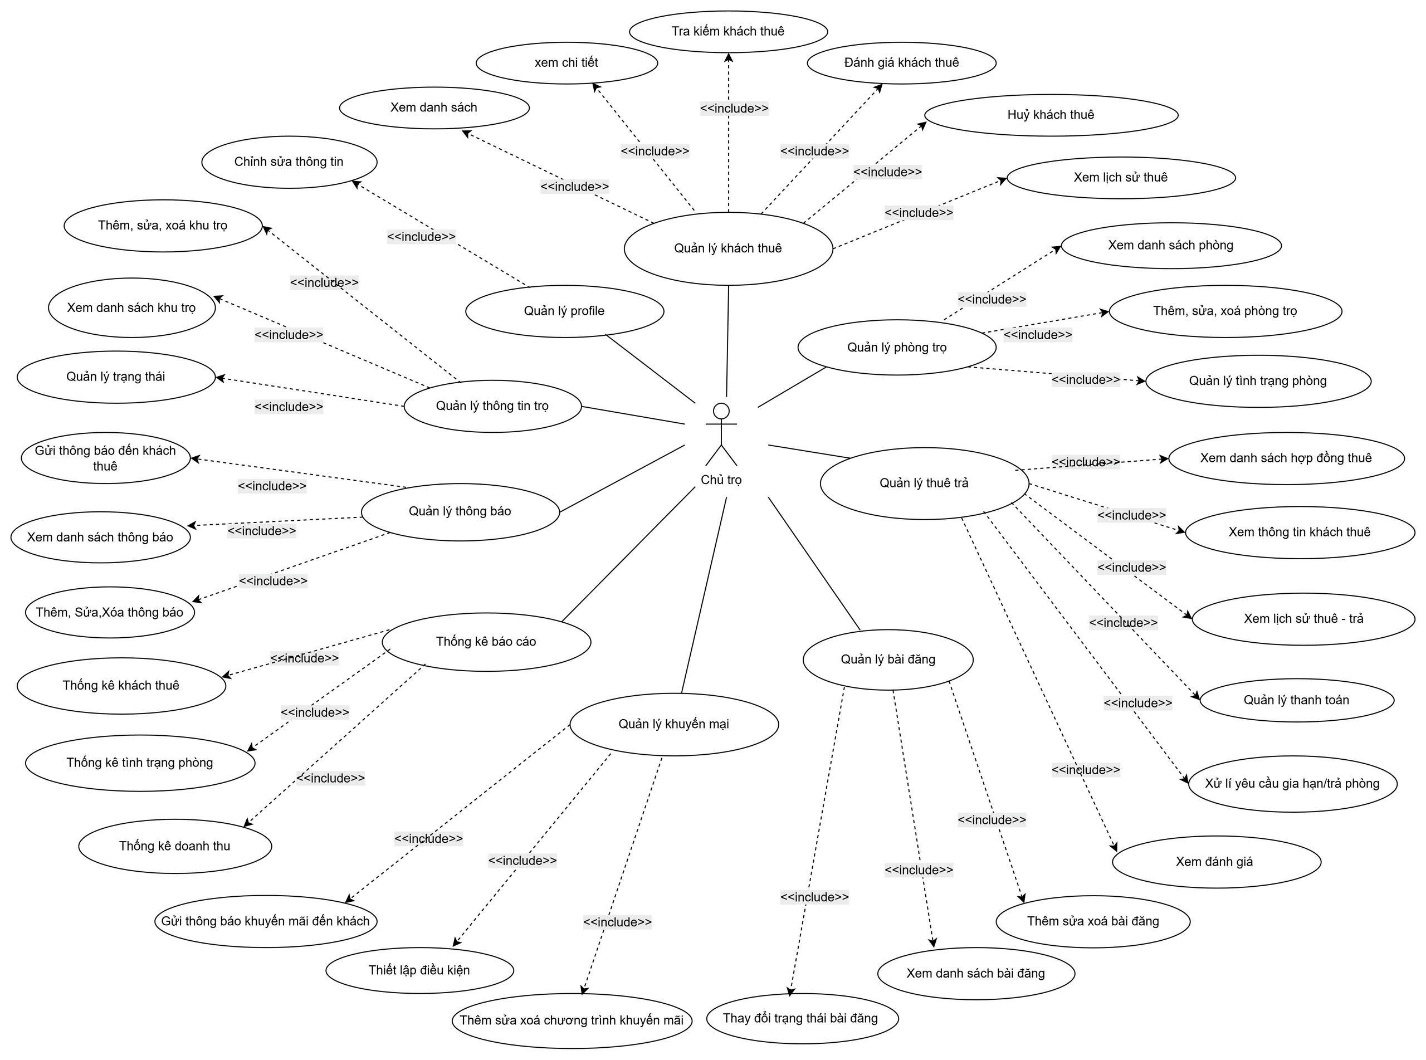 Tra kiếm khách thuê
xem chi tiết
Đánh giá khách thuê
Xem danh sách
<<include>>
Huỷ khách thuê
<<include>>
<<include>>
Chỉnh sửa thông tin
<<include>>
<<include>>
Xem lịch sử thuê
<<include>>
Thêm, sửa, xoá khu trọ
<<include>>
Quản lý khách thuê
Xem danh sách phòng
<<include>>
<<include>>
Xem danh sách khu trọ
Quản lý profile
Thêm, sửa, xoá phòng trọ
<<include>>
<<include>>
Quản lý phòng trọ
Quản lý trạng thái
<<include>>
Quản lý tình trạng phòng
<<include>>
Quản lý thông tin trọ
Gửi thông báo đến khách
thuê
<<include>>
Xem danh sách hợp đồng thuê
<<include>>
Chủ trọ
Quản lý thuê trả
Quản lý thông báo
<<include>>
Xem danh sách thông báo
<<include>>
Xem thông tin khách thuê
<<include>>
<<include>>
Thêm, Sửa,Xóa thông báo
<<include>>
Xem lịch sử thuê - trả
Thống kê báo cáo
<<include>>
Quản lý bài đăng
Thống kê khách thuê
<<include>>
Quản lý thanh toán
<<include>>
Quản lý khuyến mại
Thống kê tình trạng phòng
<<include>>
<<include>>
Xử lí yêu cầu gia hạn/trả phòng
Thống kê doanh thu
<<include>>
<<include>>
<<include>>
Xem đánh giá
<<include>>
<<include>>
Gửi thông báo khuyến mãi đến khách
<<include>>
Thêm sửa xoá bài đăng
Thiết lập điều kiện
Xem danh sách bài đăng
Thêm sửa xoá chương trình khuyến mãi
Thay đổi trạng thái bài đăng